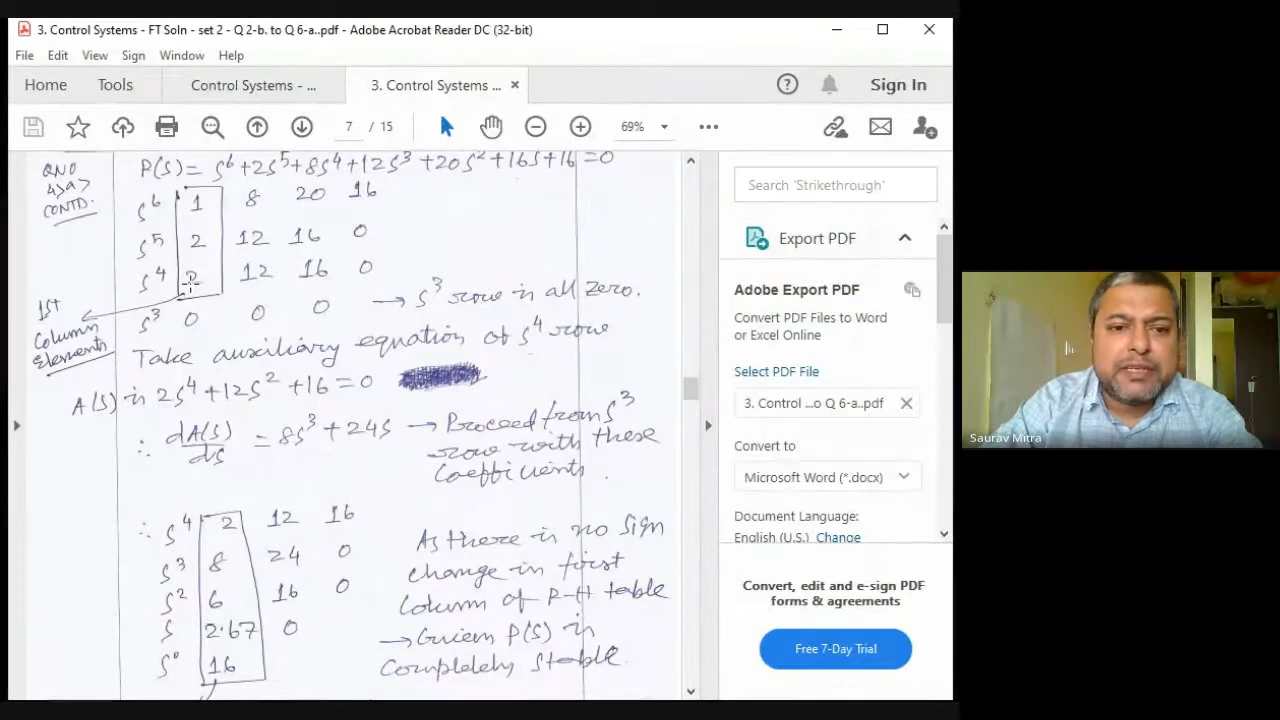 3. Control Systems - FT Soln - set 2 - Q 2-b. to Q 6-a..pdf - Adobe Acrobat Reader DC (32-bit)
File Edit View Sign Window Help
Home Tools Control Systems - ... 3. Control Systems ... × Sign In
7 / 15 69%
QNO
4>a>
CONTD.
P(S) = S⁶+2S⁵+8S⁴+12S³+20S²+16S+16=0
S⁶ 1 8 20 16
S⁵ 2 12 16 0
S⁴ 2 12 16 0
S³ 0 0 0 → S³ row is all zero.
1st
Column
Elements
Take auxiliary equation of S⁴ row
A(S) is 2S⁴+12S²+16=0
∴ dA(S)/dS = 8S³+24S → Proceed from S³
row with these
Coefficients.
∴ S⁴ 2 12 16
S³ 8 24 0
S² 6 16 0
S 2.67 0
S⁰ 16
As there is no sign
change in first
Column of R-H table
→ Given P(S) is
Completely stable.
Search 'Strikethrough'
Export PDF
Adobe Export PDF
Convert PDF Files to Word
or Excel Online
Select PDF File
3. Control ...o Q 6-a..pdf ×
Convert to
Microsoft Word (*.docx)
Document Language:
English (U.S.) Change
Convert, edit and e-sign PDF
forms & agreements
Free 7-Day Trial
Saurav Mitra